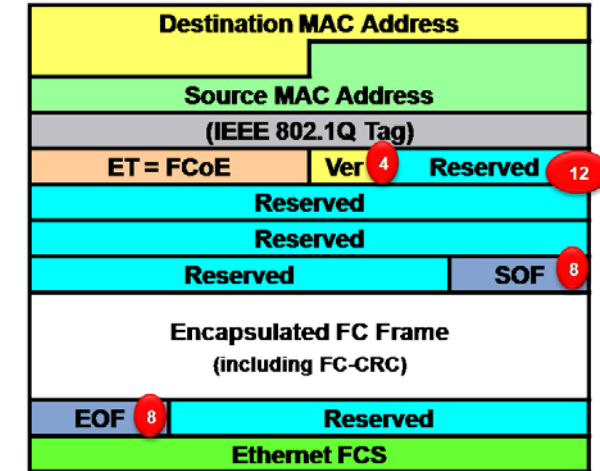 Destination MAC Address
Source MAC Address
(IEEE 802.1Q Tag)
ET = FCoE Ver 4 Reserved 12
Reserved
Reserved
Reserved SOF 8
Encapsulated FC Frame
(including FC-CRC)
EOF 8 Reserved
Ethernet FCS